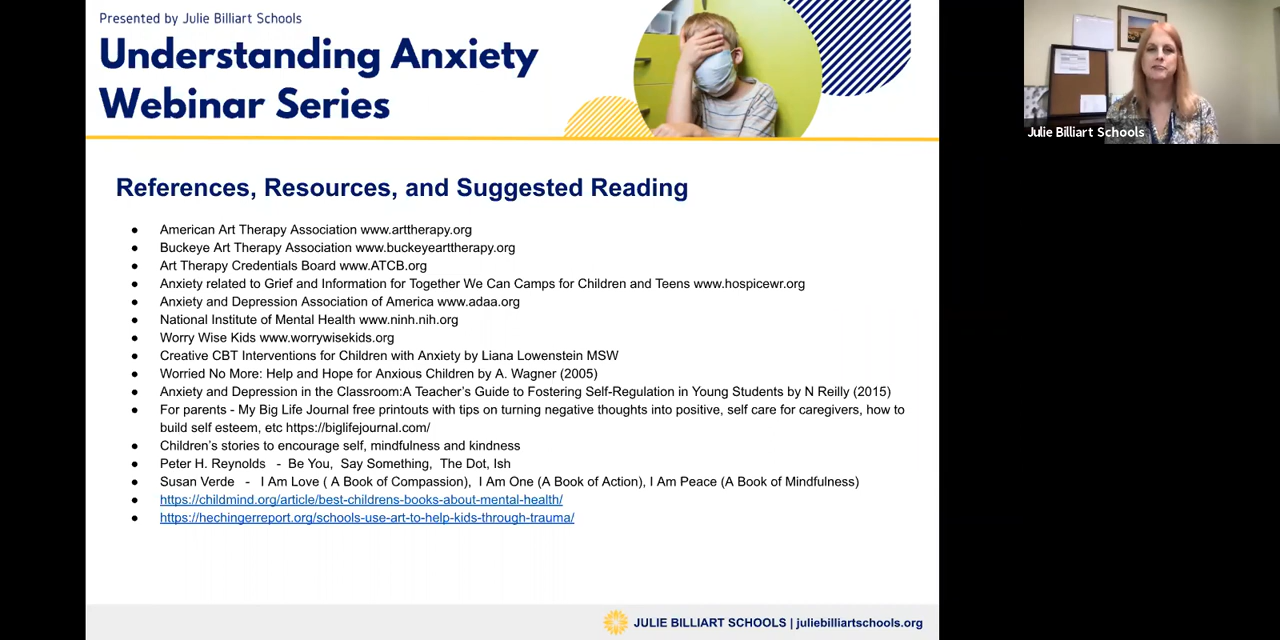 Presented by Julie Billiart Schools
Understanding Anxiety
Webinar Series
References, Resources, and Suggested Reading
● American Art Therapy Association www.arttherapy.org
● Buckeye Art Therapy Association www.buckeyearttherapy.org
● Art Therapy Credentials Board www.ATCB.org
● Anxiety related to Grief and Information for Together We Can Camps for Children and Teens www.hospicewr.org
● Anxiety and Depression Association of America www.adaa.org
● National Institute of Mental Health www.ninh.nih.org
● Worry Wise Kids www.worrywisekids.org
● Creative CBT Interventions for Children with Anxiety by Liana Lowenstein MSW
● Worried No More: Help and Hope for Anxious Children by A. Wagner (2005)
● Anxiety and Depression in the Classroom:A Teacher's Guide to Fostering Self-Regulation in Young Students by N Reilly (2015)
● For parents - My Big Life Journal free printouts with tips on turning negative thoughts into positive, self care for caregivers, how to
build self esteem, etc https://biglifejournal.com/
● Children's stories to encourage self, mindfulness and kindness
● Peter H. Reynolds - Be You, Say Something, The Dot, Ish
● Susan Verde - I Am Love ( A Book of Compassion), I Am One (A Book of Action), I Am Peace (A Book of Mindfulness)
● https://childmind.org/article/best-childrens-books-about-mental-health/
● https://hechingerreport.org/schools-use-art-to-help-kids-through-trauma/
JULIE BILLIART SCHOOLS | juliebilliartschools.org
Julie Billiart Schools